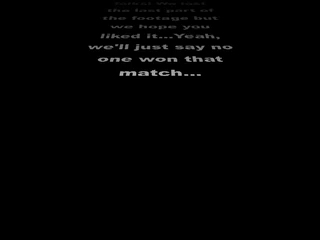 the last part of
the footage but
we hope you
liked it...Yeah,
we'll just say no
one won that
match...